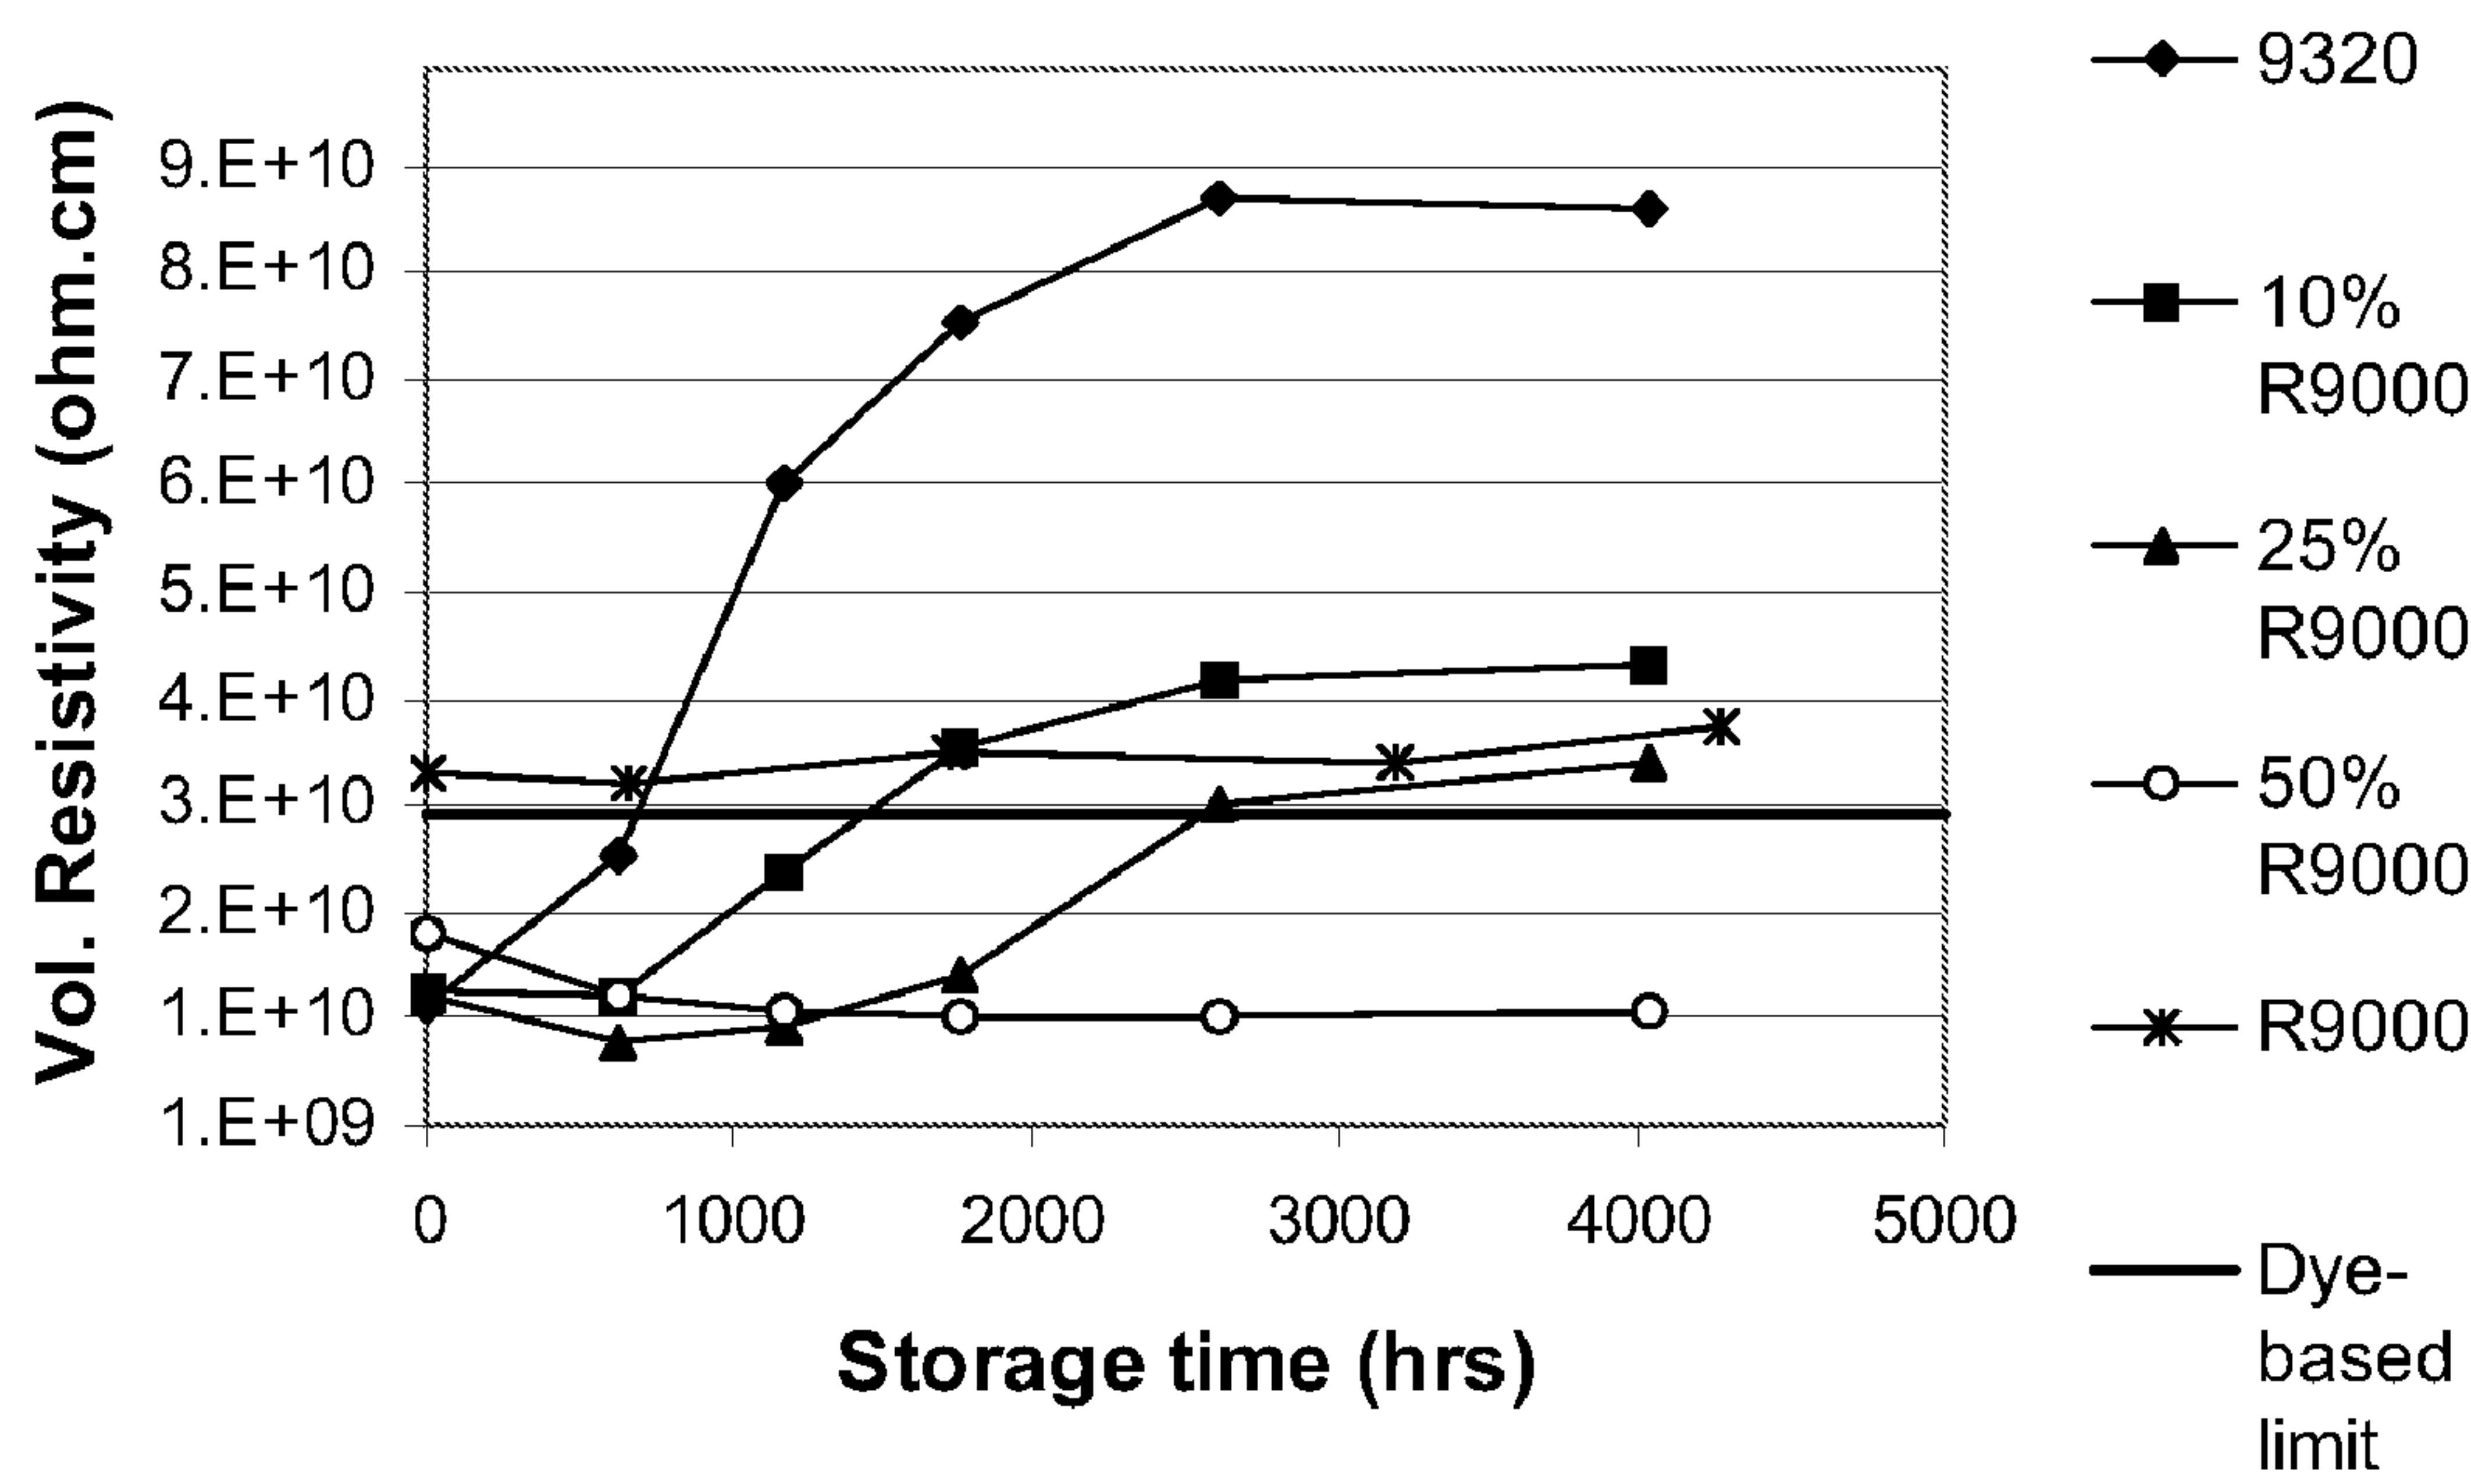 Vol. Resistivity (ohm.cm)
9.E+10
8.E+10
7.E+10
6.E+10
5.E+10
4.E+10
3.E+10
2.E+10
1.E+10
1.E+09
0 1000 2000 3000 4000 5000
Storage time (hrs)
9320
10%
R9000
25%
R9000
50%
R9000
R9000
Dye-
based
limit